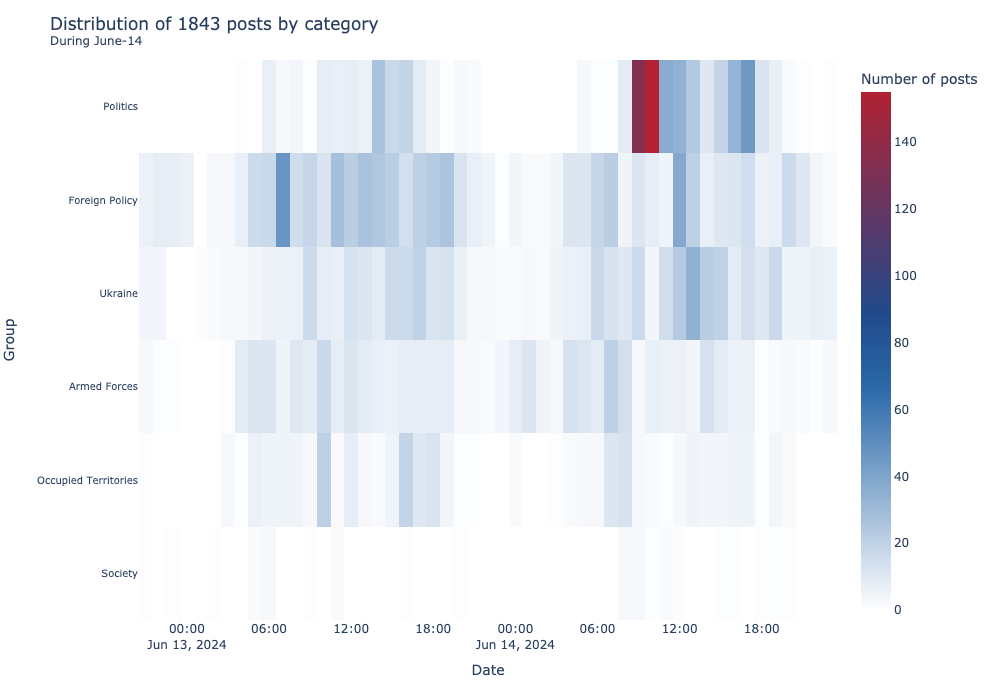 Distribution of 1843 posts by category
During June-14
Number of posts
140
120
100
80
60
40
20
0
Group
Politics
Foreign Policy
Ukraine
Armed Forces
Occupied Territories
Society
00:00 06:00 12:00 18:00 00:00 06:00 12:00 18:00
Jun 13, 2024 Jun 14, 2024
Date